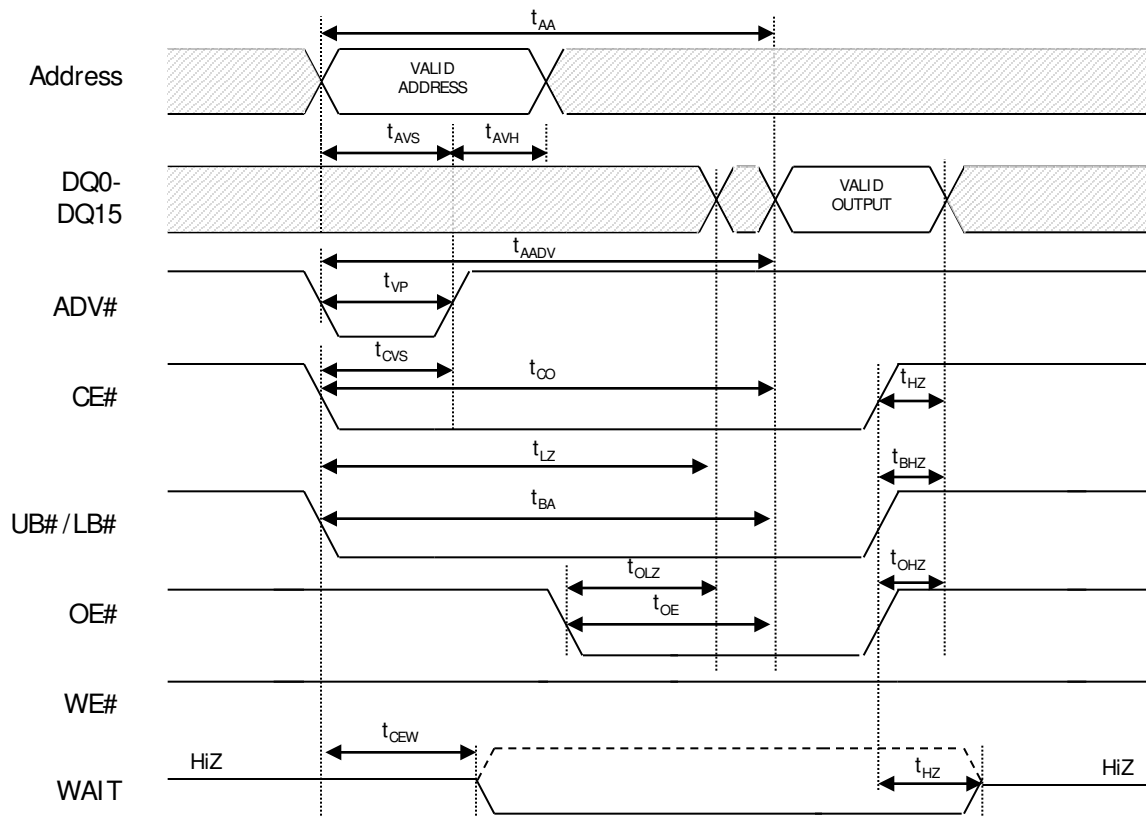 tAA
Address
VALID
ADDRESS
tAVS
tAVH
DQ0-
DQ15
VALID
OUTPUT
tAADV
ADV#
tVP
tCVS
CE#
tCO
tHZ
tLZ
tBHZ
UB# / LB#
tBA
tOLZ
tOHZ
OE#
tOE
WE#
tCEW
HiZ
HiZ
WAIT
tHZ